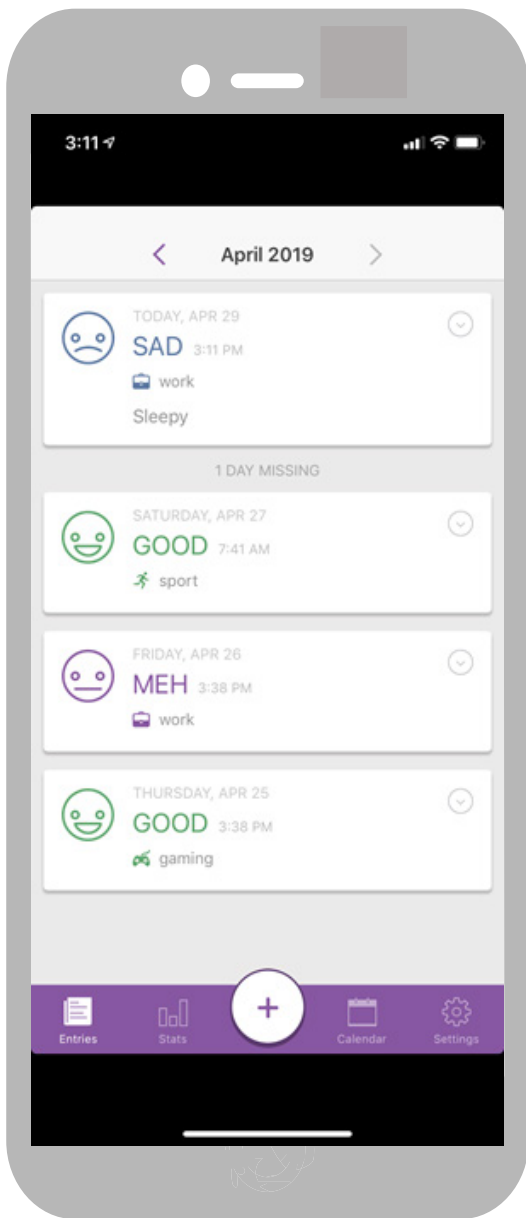 3:11
April 2019
TODAY, APR 29
SAD 3:11 PM
work
Sleepy
1 DAY MISSING
SATURDAY, APR 27
GOOD 7:41 AM
sport
FRIDAY, APR 26
MEH 3:38 PM
work
THURSDAY, APR 25
GOOD 3:38 PM
gaming
+
Entries Stats Calendar Settings